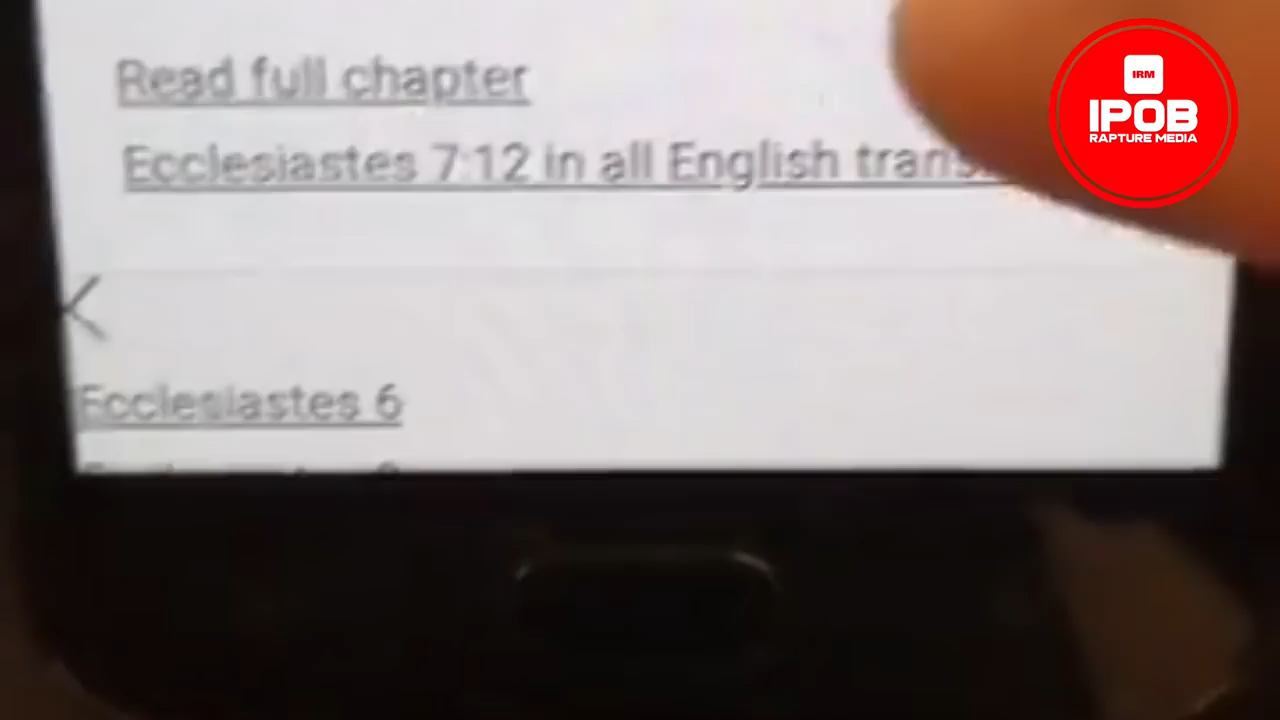 Read full chapter
Ecclesiastes 7:12 in all English
Ecclesiastes 6
IRM
IPOB
RAPTURE MEDIA